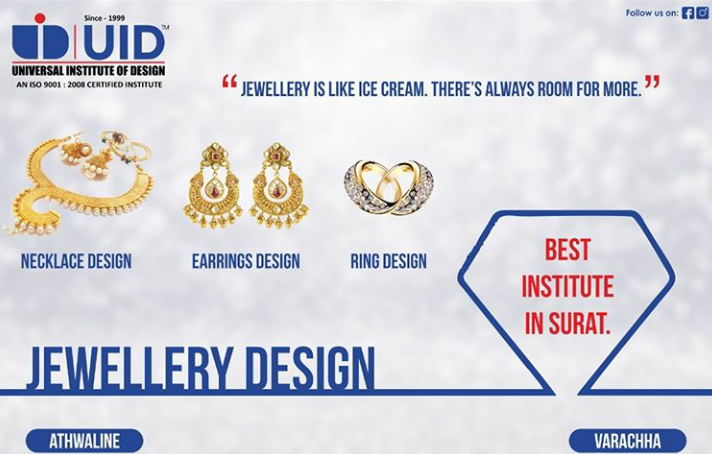 Since - 1999
UID™
UNIVERSAL INSTITUTE OF DESIGN
AN ISO 9001 : 2008 CERTIFIED INSTITUTE
Follow us on:
“JEWELLERY IS LIKE ICE CREAM. THERE'S ALWAYS ROOM FOR MORE.”
NECKLACE DESIGN
EARRINGS DESIGN
RING DESIGN
BEST
INSTITUTE
IN SURAT.
JEWELLERY DESIGN
ATHWALINE
VARACHHA